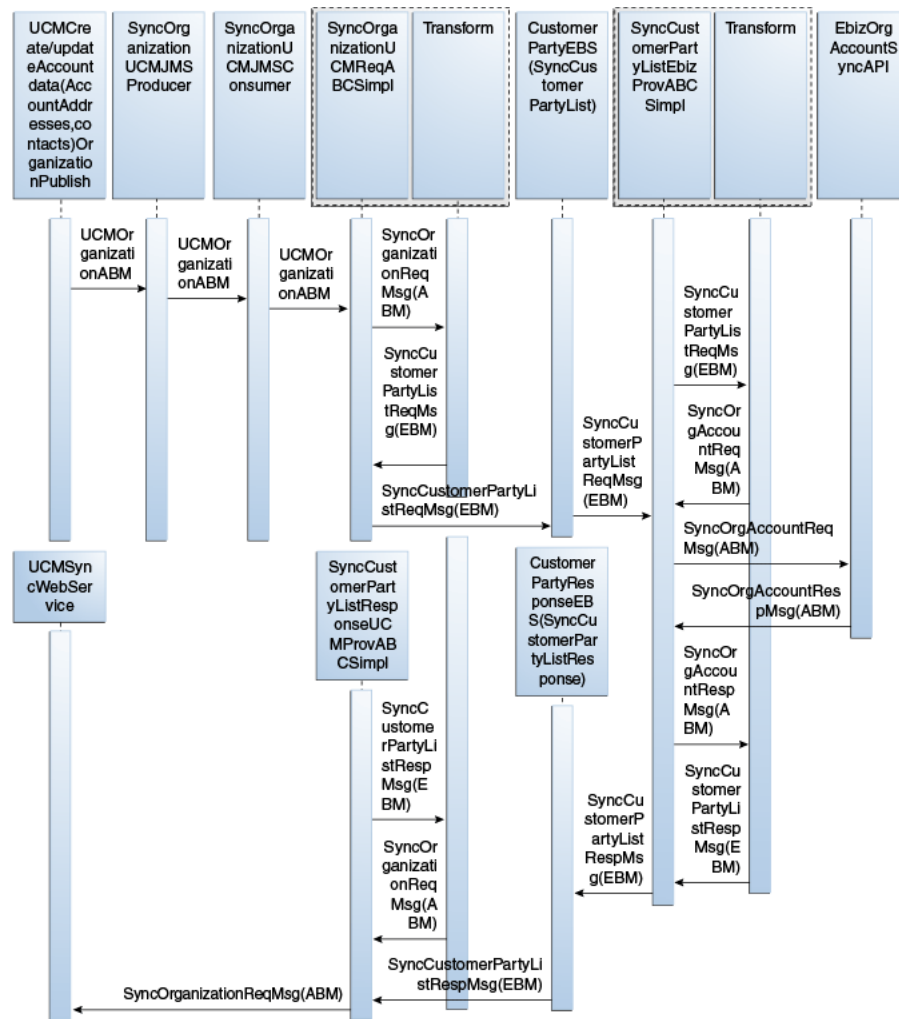 UCMCre
ate/updat
eAccount
data(Acc
ountAddr
esses,co
ntacts)Or
ganizatio
nPublish
SyncOrg
anization
UCMJMS
Producer
SyncOrga
nizationU
CMJMSC
onsumer
SyncOrg
anizationU
CMReqA
BCSimpl
Transform
Customer
PartyEBS
(SyncCus
tomer
PartyList)
SyncCust
omerPart
yListEbiz
ProvABC
Simpl
Transform
EbizOrg
AccountS
yncAPI
UCMOr
ganizati
onABM
UCMOr
ganizati
onABM
UCMOr
ganizati
onABM
SyncOr
ganizati
onReq
Msg(A
BM)
SyncCu
stomer
PartyLis
tReqMs
g(EBM)
SyncCustomerPartyLi
stReqMsg(EBM)
SyncCu
stomerP
artyList
ReqMsg
(EBM)
SyncCu
stomer
PartyLis
tReqMs
g(EBM)
SyncOr
gAccou
ntReq
Msg(A
BM)
SyncOrgAccountReq
Msg(ABM)
SyncOrgAccountRes
pMsg(ABM)
UCMSyn
cWebSer
vice
SyncCust
omerPart
yListResp
onseUC
MProvAB
CSimpl
Customer
PartyRes
ponseEB
S(SyncCu
stomerPar
tyListRes
ponse)
SyncOr
gAccou
ntResp
Msg(A
BM)
SyncCu
stomer
PartyLi
stResp
Msg(E
BM)
SyncCu
stomerP
artyList
RespMs
g(EBM)
SyncC
ustome
rPartyLi
stResp
Msg(E
BM)
SyncOr
ganizati
onReq
Msg(A
BM)
SyncCustomerPartyLi
stRespMsg(EBM)
SyncOrganizationReqMsg(ABM)